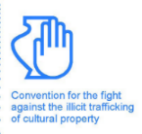 Convention for the fight
against the illicit trafficking
of cultural property